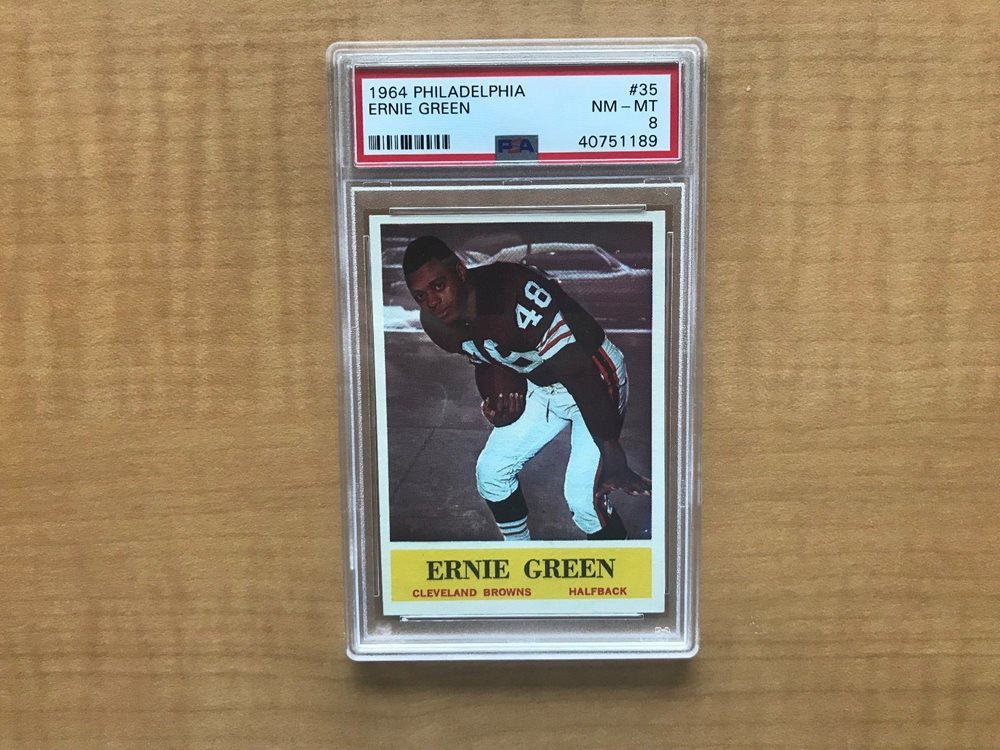 1964 PHILADELPHIA #35
ERNIE GREEN NM - MT
8
PSA 40751189
48
ERNIE GREEN
CLEVELAND BROWNS HALFBACK